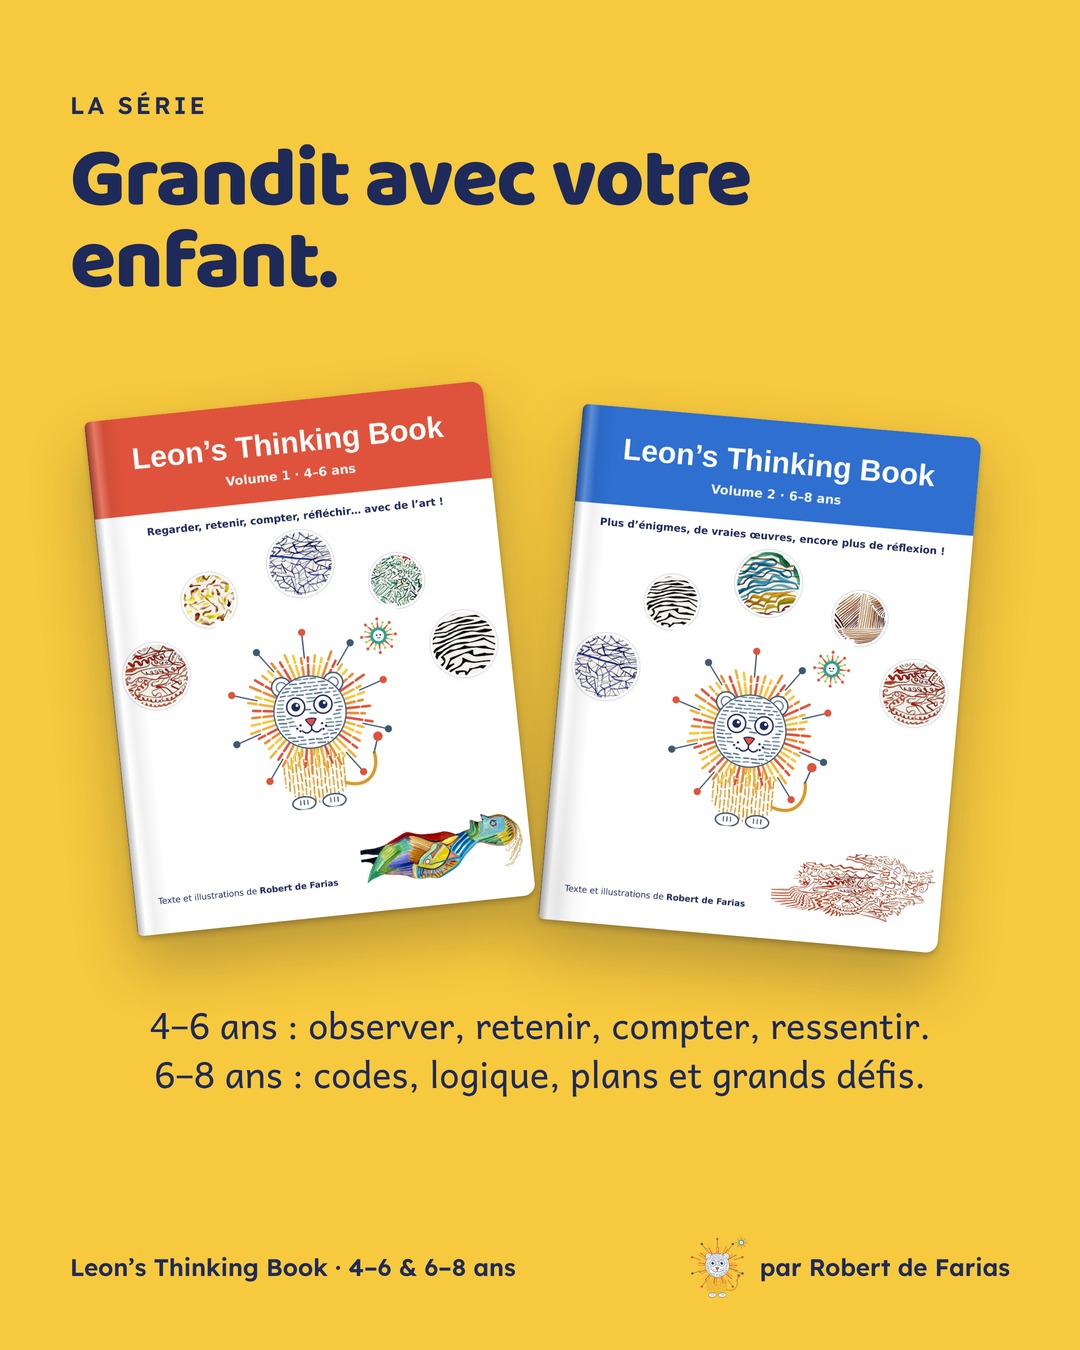 LA SÉRIE
Grandit avec votre
enfant.
Leon’s Thinking Book
Volume 1 · 4–6 ans
Regarder, retenir, compter, réfléchir… avec de l’art !
Texte et illustrations de Robert de Farias
Leon’s Thinking Book
Volume 2 · 6–8 ans
Plus d’énigmes, de vraies œuvres, encore plus de réflexion !
Texte et illustrations de Robert de Farias
4–6 ans : observer, retenir, compter, ressentir.
6–8 ans : codes, logique, plans et grands défis.
Leon’s Thinking Book · 4–6 & 6–8 ans
par Robert de Farias